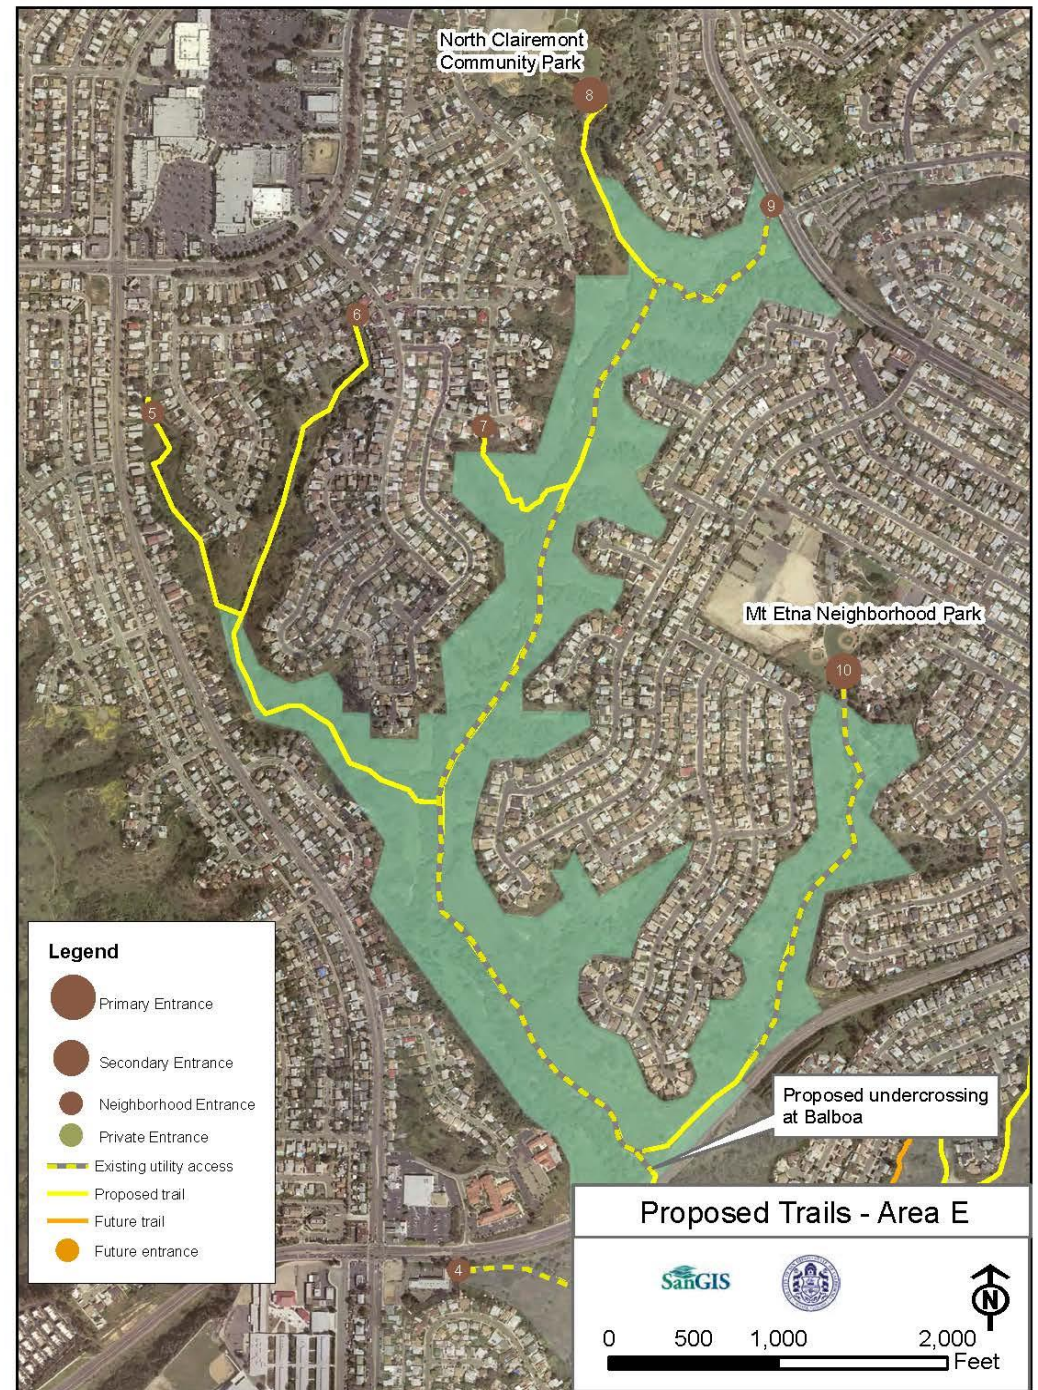 North Clairemont
Community Park
8
9
6
5
7
Mt Etna Neighborhood Park
10
Legend
Primary Entrance
Secondary Entrance
Neighborhood Entrance
Private Entrance
Existing utility access
Proposed trail
Future trail
Future entrance
Proposed undercrossing
at Balboa
4
Proposed Trails - Area E
SanGIS
N
0 500 1,000 2,000
Feet